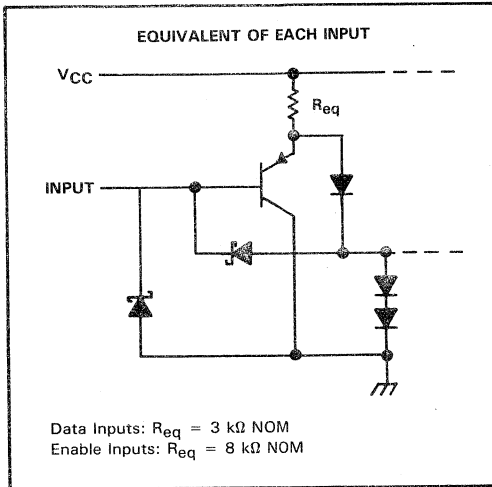 EQUIVALENT OF EACH INPUT
VCC
Req
INPUT
Data Inputs: Req = 3 kΩ NOM
Enable Inputs: Req = 8 kΩ NOM